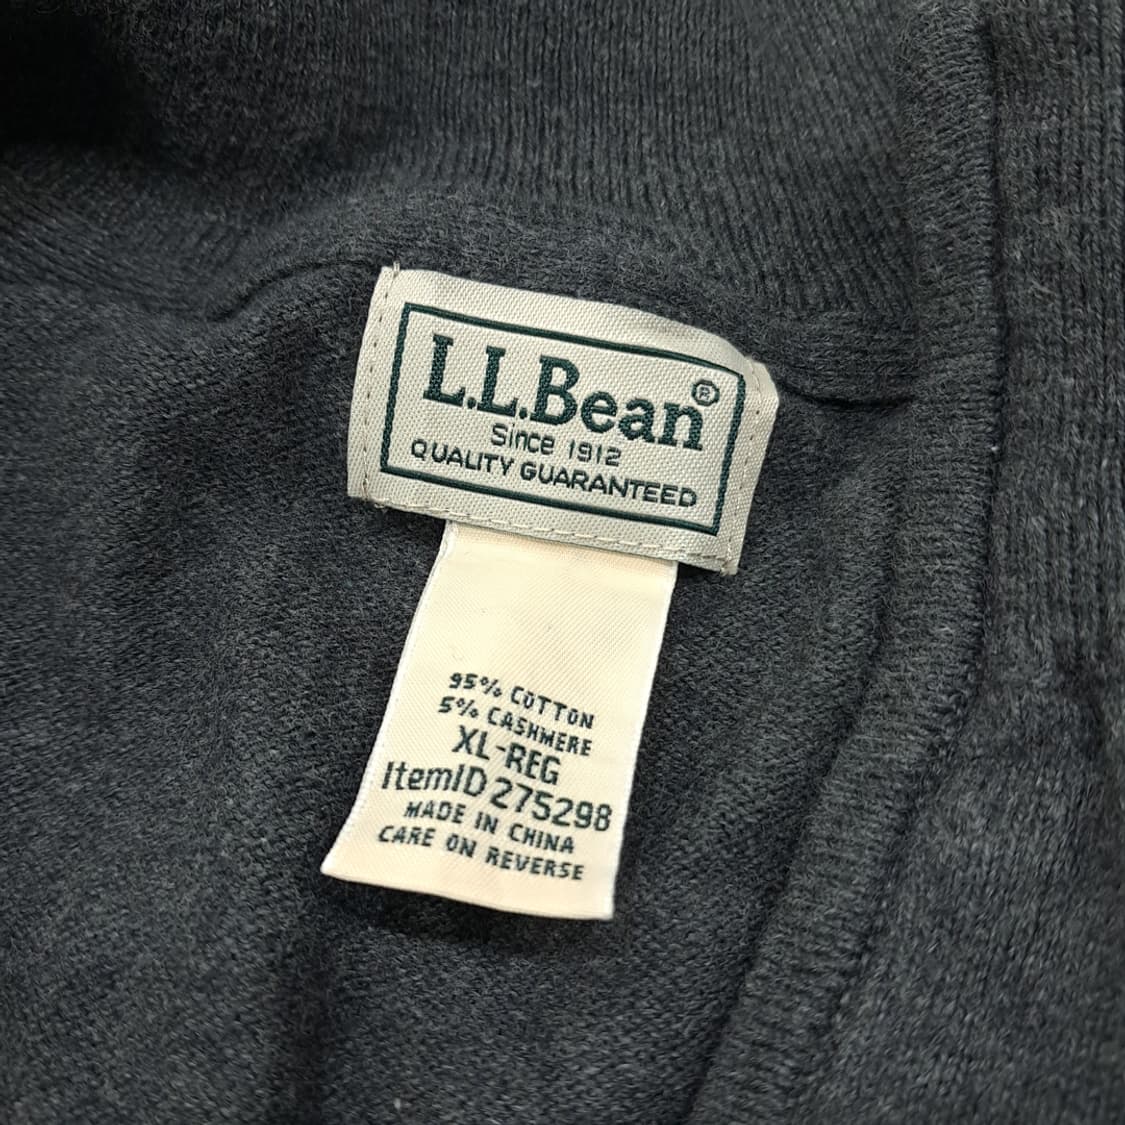 L.L.Bean®
Since 1912
QUALITY GUARANTEED
95% COTTON
5% CASHMERE
XL-REG
ItemID 275298
MADE IN CHINA
CARE ON REVERSE